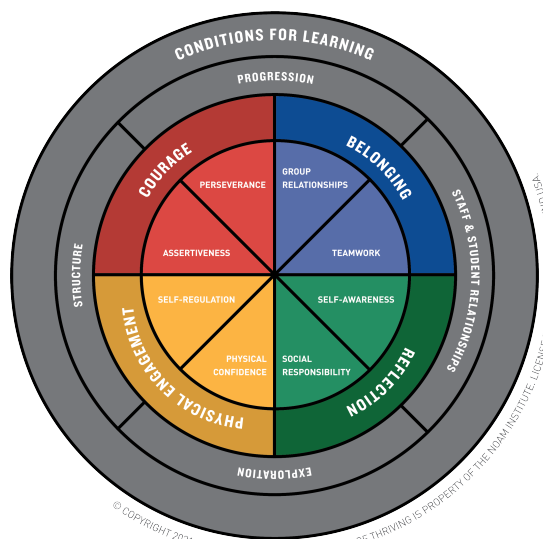 CONDITIONS FOR LEARNING
PROGRESSION
COURAGE
BELONGING
PERSEVERANCE
GROUP
RELATIONSHIPS
ASSERTIVENESS
TEAMWORK
STRUCTURE
STAFF & STUDENT RELATIONSHIPS
SELF-REGULATION
SELF-AWARENESS
PHYSICAL
CONFIDENCE
SOCIAL
RESPONSIBILITY
PHYSICAL ENGAGEMENT
REFLECTION
EXPLORATION
© COPYRIGHT
THRIVING IS PROPERTY OF THE NOAM INSTITUTE.
USA.